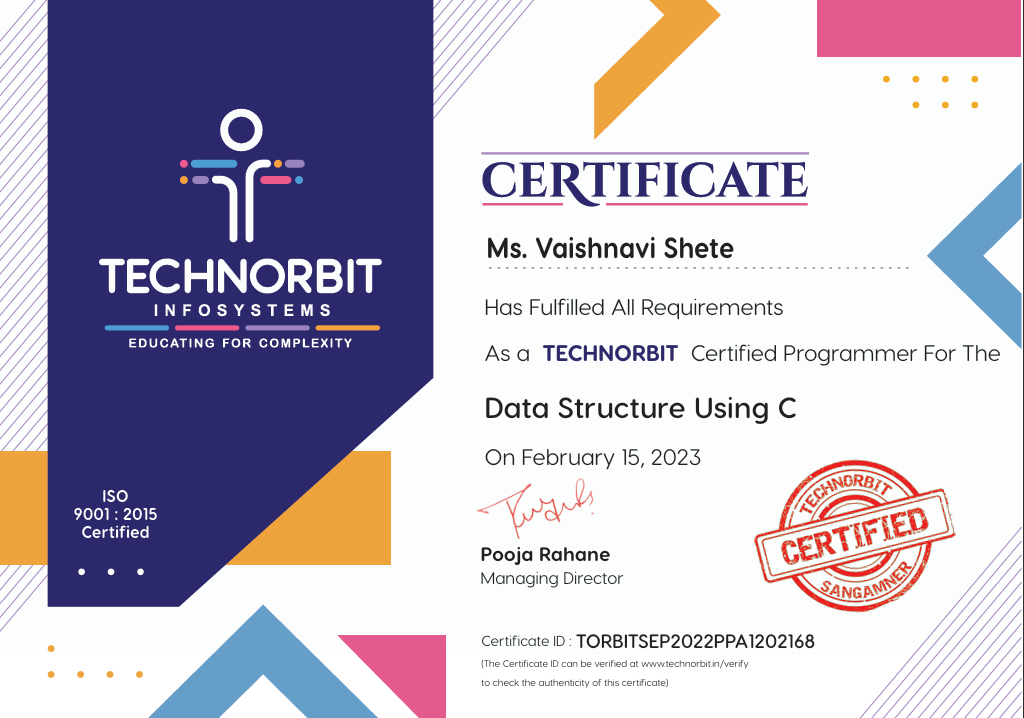 TECHNORBIT
INFOSYSTEMS
EDUCATING FOR COMPLEXITY
ISO
9001 : 2015
Certified
CERTIFICATE
Ms. Vaishnavi Shete
Has Fulfilled All Requirements
As a TECHNORBIT Certified Programmer For The
Data Structure Using C
On February 15, 2023
Pooja Rahane
Managing Director
TECHNORBIT
CERTIFIED
SANGAMNER
Certificate ID : TORBITSEP2022PPA1202168
(The Certificate ID can be verified at www.technorbit.in/verify
to check the authenticity of this certificate)